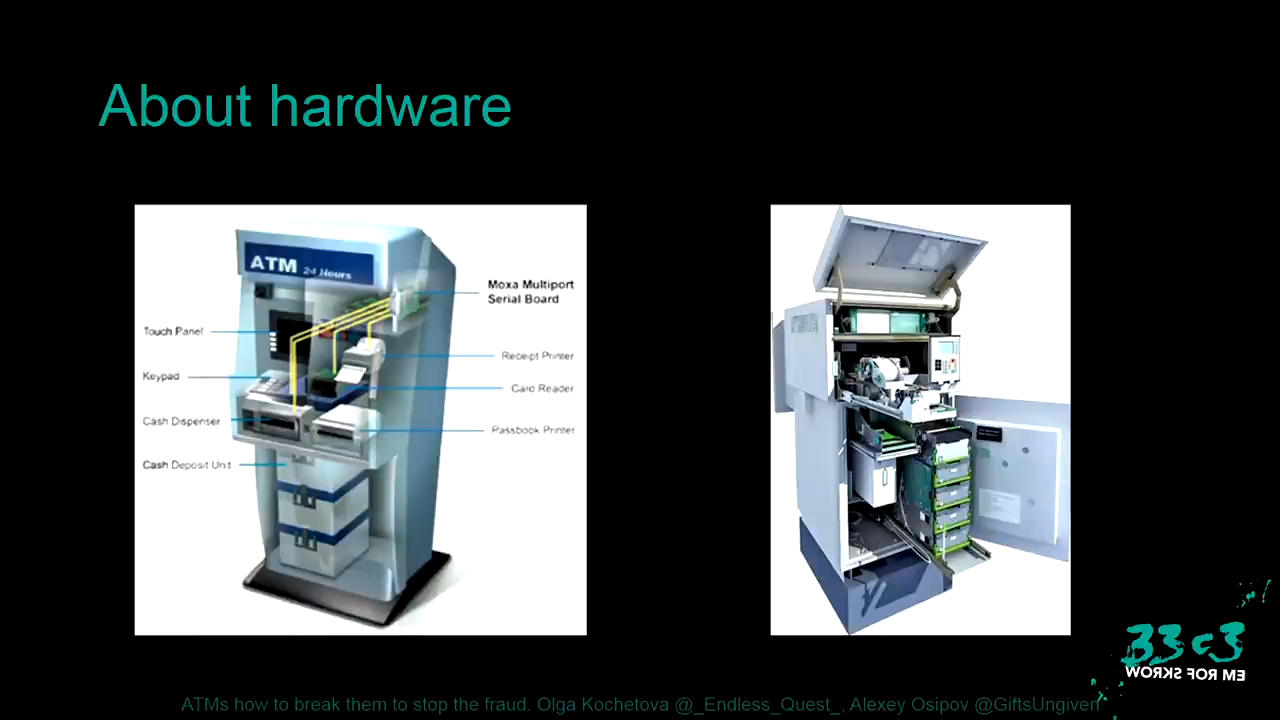 About hardware
ATM 24 Hours
Moxa Multiport
Serial Board
Touch Panel
Receipt Printer
Keypad
Card Reader
Cash Dispenser
Passbook Printer
Cash Deposit Unit
33c3
WORKS FOR ME
ATMs how to break them to stop the fraud. Olga Kochetova @_Endless_Quest_, Alexey Osipov @GiftsUngiven